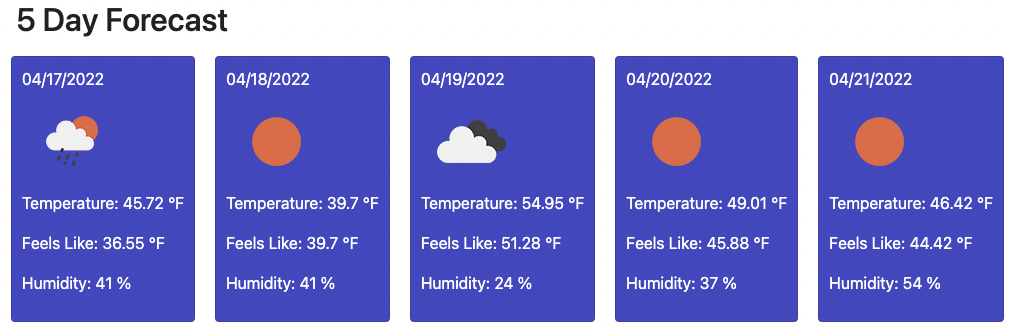 5 Day Forecast
04/17/2022
Temperature: 45.72 °F
Feels Like: 36.55 °F
Humidity: 41 %
04/18/2022
Temperature: 39.7 °F
Feels Like: 39.7 °F
Humidity: 41 %
04/19/2022
Temperature: 54.95 °F
Feels Like: 51.28 °F
Humidity: 24 %
04/20/2022
Temperature: 49.01 °F
Feels Like: 45.88 °F
Humidity: 37 %
04/21/2022
Temperature: 46.42 °F
Feels Like: 44.42 °F
Humidity: 54 %